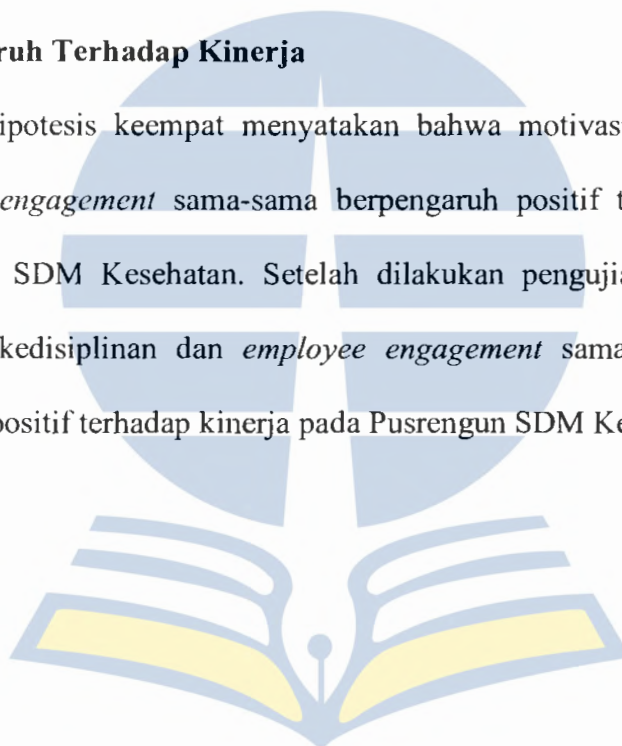 ruh Terhadap Kinerja
ipotesis keempat menyatakan bahwa motivas
engagement sama-sama berpengaruh positif t
SDM Kesehatan. Setelah dilakukan pengujia
kedisiplinan dan employee engagement sama
positif terhadap kinerja pada Pusrengun SDM Ke